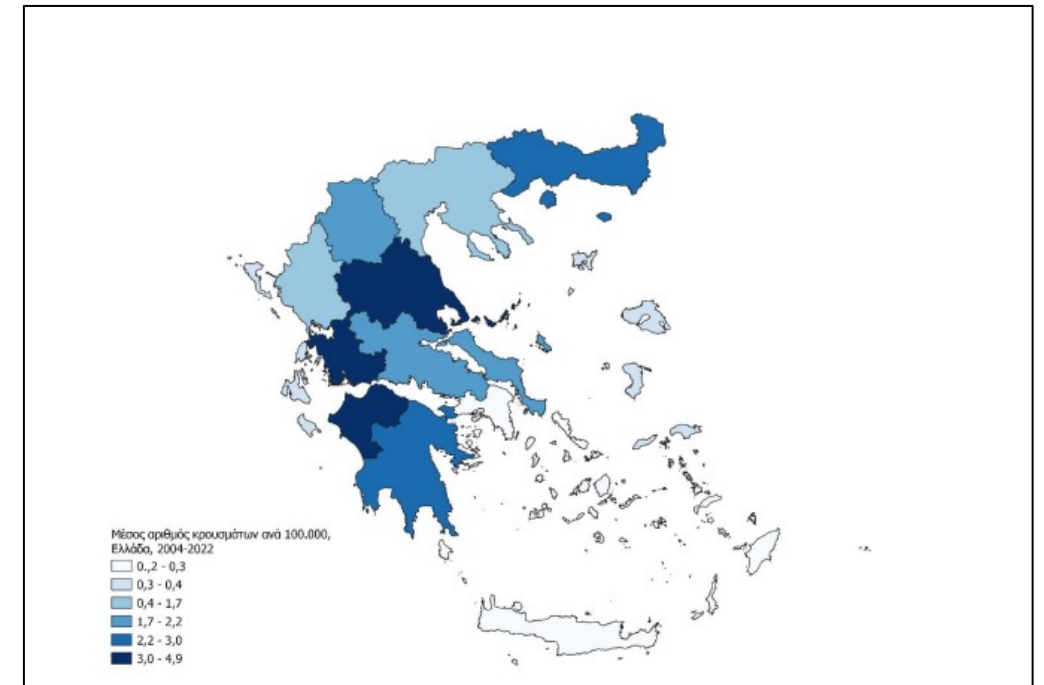 Μέσος αριθμός κρουσμάτων ανά 100.000,
Ελλάδα, 2004-2022
0.,2 - 0,3
0,3 - 0,4
0,4 - 1,7
1,7 - 2,2
2,2 - 3,0
3,0 - 4,9